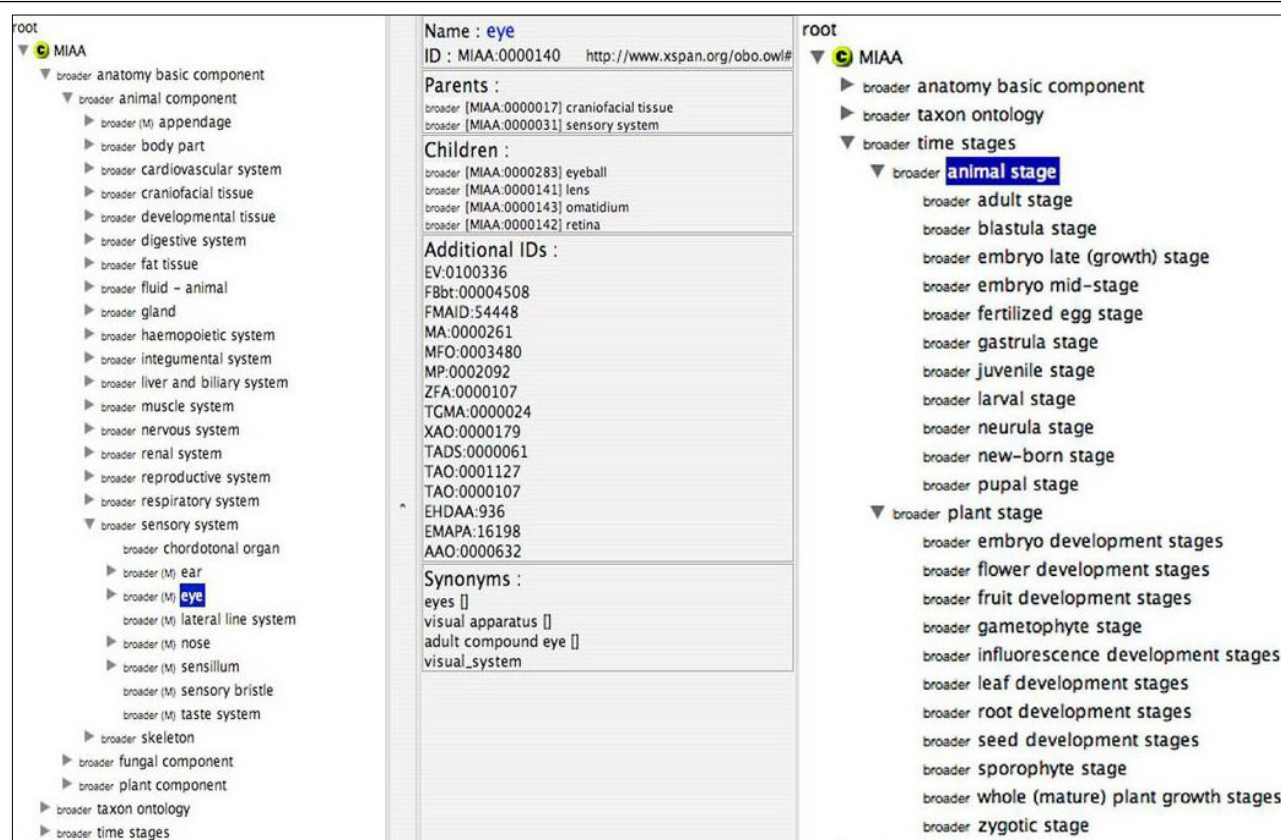 root
C MIAA
broader anatomy basic component
broader animal component
broader (M) appendage
broader body part
broader cardiovascular system
broader craniofacial tissue
broader developmental tissue
broader digestive system
broader fat tissue
broader fluid - animal
broader gland
broader haemopoietic system
broader integumental system
broader liver and biliary system
broader muscle system
broader nervous system
broader renal system
broader reproductive system
broader respiratory system
broader sensory system
broader chordotonal organ
broader (M) ear
broader (M) eye
broader (M) lateral line system
broader (M) nose
broader (M) sensillum
broader (M) sensory bristle
broader (M) taste system
broader skeleton
broader fungal component
broader plant component
broader taxon ontology
broader time stages
Name : eye
ID : MIAA:0000140 http://www.xspan.org/obo.owl#
Parents :
broader [MIAA:0000017] craniofacial tissue
broader [MIAA:0000031] sensory system
Children :
broader [MIAA:0000283] eyeball
broader [MIAA:0000141] lens
broader [MIAA:0000143] omatidium
broader [MIAA:0000142] retina
Additional IDs :
EV:0100336
FBbt:00004508
FMAID:54448
MA:0000261
MFO:0003480
MP:0002092
ZFA:0000107
TGMA:0000024
XAO:0000179
TADS:0000061
TAO:0001127
TAO:0000107
EHDAA:936
EMAPA:16198
AAO:0000632
Synonyms :
eyes []
visual apparatus []
adult compound eye []
visual_system
root
C MIAA
broader anatomy basic component
broader taxon ontology
broader time stages
broader animal stage
broader adult stage
broader blastula stage
broader embryo late (growth) stage
broader embryo mid-stage
broader fertilized egg stage
broader gastrula stage
broader juvenile stage
broader larval stage
broader neurula stage
broader new-born stage
broader pupal stage
broader plant stage
broader embryo development stages
broader flower development stages
broader fruit development stages
broader gametophyte stage
broader influorescence development stages
broader leaf development stages
broader root development stages
broader seed development stages
broader sporophyte stage
broader whole (mature) plant growth stages
broader zygotic stage